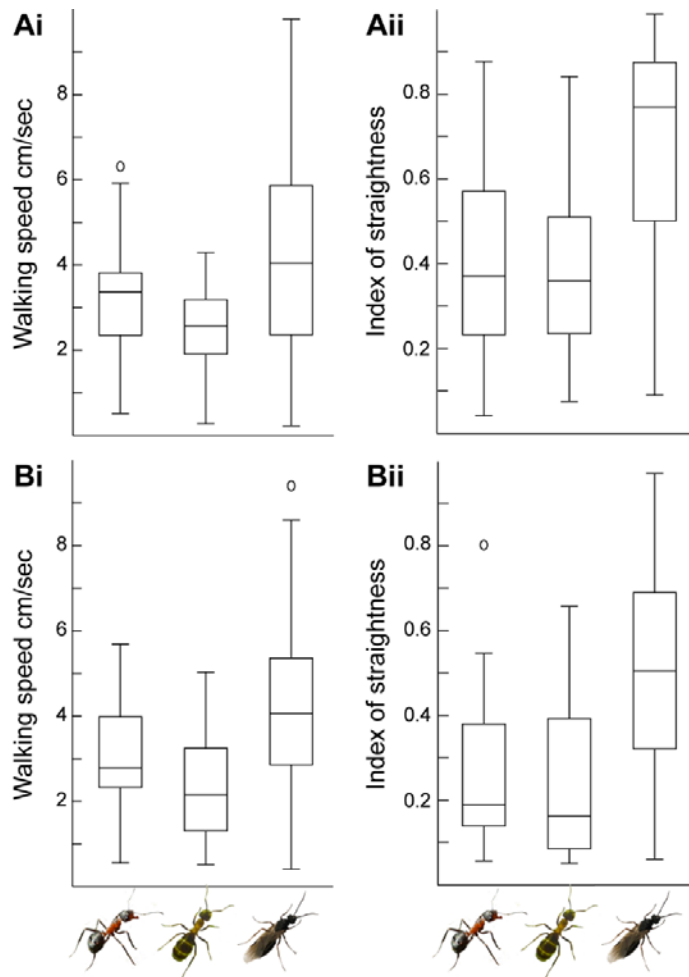 Ai
Walking speed cm/sec
8
6
4
2
Aii
Index of straightness
0.8
0.6
0.4
0.2
Bi
Walking speed cm/sec
8
6
4
2
Bii
Index of straightness
0.8
0.6
0.4
0.2